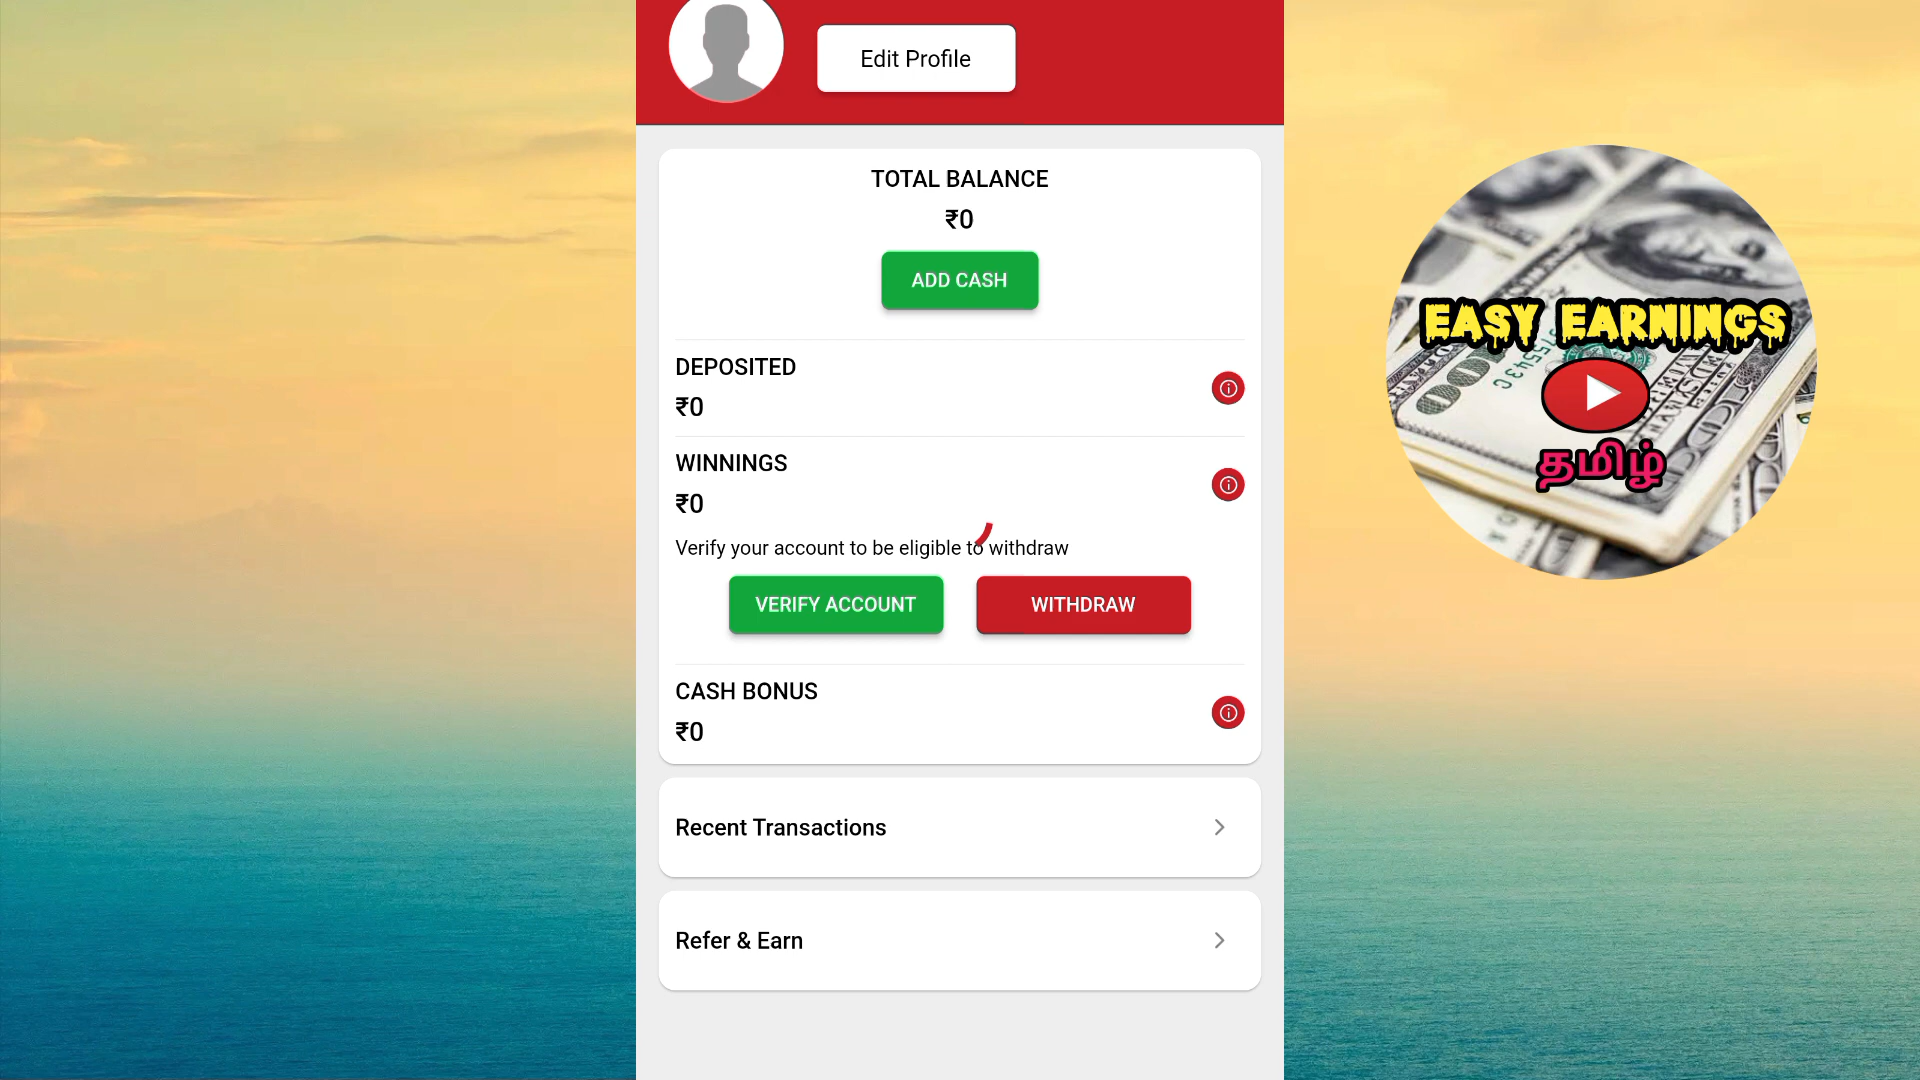 Edit Profile
TOTAL BALANCE
₹0
ADD CASH
DEPOSITED
₹0
WINNINGS
₹0
Verify your account to be eligible to withdraw
VERIFY ACCOUNT
WITHDRAW
CASH BONUS
₹0
Recent Transactions
Refer & Earn
EASY EARNINGS
தமிழ்